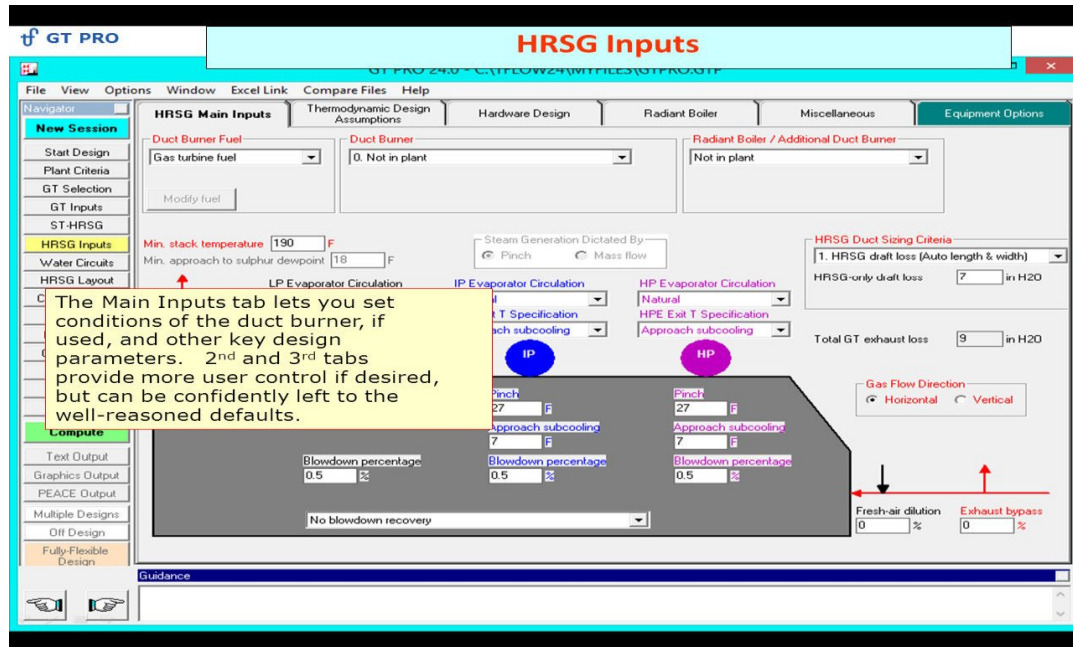 GT PRO
HRSG Inputs
GT PRO 24.0 - C:\TFLOW24\MYFILES\GTPRO.GTP
File View Options Window Excel Link Compare Files Help
Navigator
New Session
Start Design
Plant Criteria
GT Selection
GT Inputs
ST-HRSG
HRSG Inputs
Water Circuits
HRSG Layout
Compute
Text Output
Graphics Output
PEACE Output
Multiple Designs
Off Design
Fully-Flexible
Design
HRSG Main Inputs
Thermodynamic Design
Assumptions
Hardware Design
Radiant Boiler
Miscellaneous
Equipment Options
Duct Burner Fuel
Gas turbine fuel
Modify fuel
Duct Burner
0. Not in plant
Radiant Boiler / Additional Duct Burner
Not in plant
Min. stack temperature 190 F
Min. approach to sulphur dewpoint 18 F
Steam Generation Dictated By
Pinch Mass flow
HRSG Duct Sizing Criteria
1. HRSG draft loss (Auto length & width)
HRSG-only draft loss 7 in H2O
Total GT exhaust loss 9 in H2O
Gas Flow Direction
Horizontal Vertical
LP Evaporator Circulation
IP Evaporator Circulation
T Specification
subcooling
HP Evaporator Circulation
Natural
HPE Exit T Specification
Approach subcooling
The Main Inputs tab lets you set
conditions of the duct burner, if
used, and other key design
parameters. 2nd and 3rd tabs
provide more user control if desired,
but can be confidently left to the
well-reasoned defaults.
IP
HP
Pinch
27 F
Approach subcooling
7 F
Blowdown percentage
0.5 %
Pinch
27 F
Approach subcooling
7 F
Blowdown percentage
0.5 %
Blowdown percentage
0.5 %
No blowdown recovery
Fresh-air dilution
0 %
Exhaust bypass
0 %
Guidance